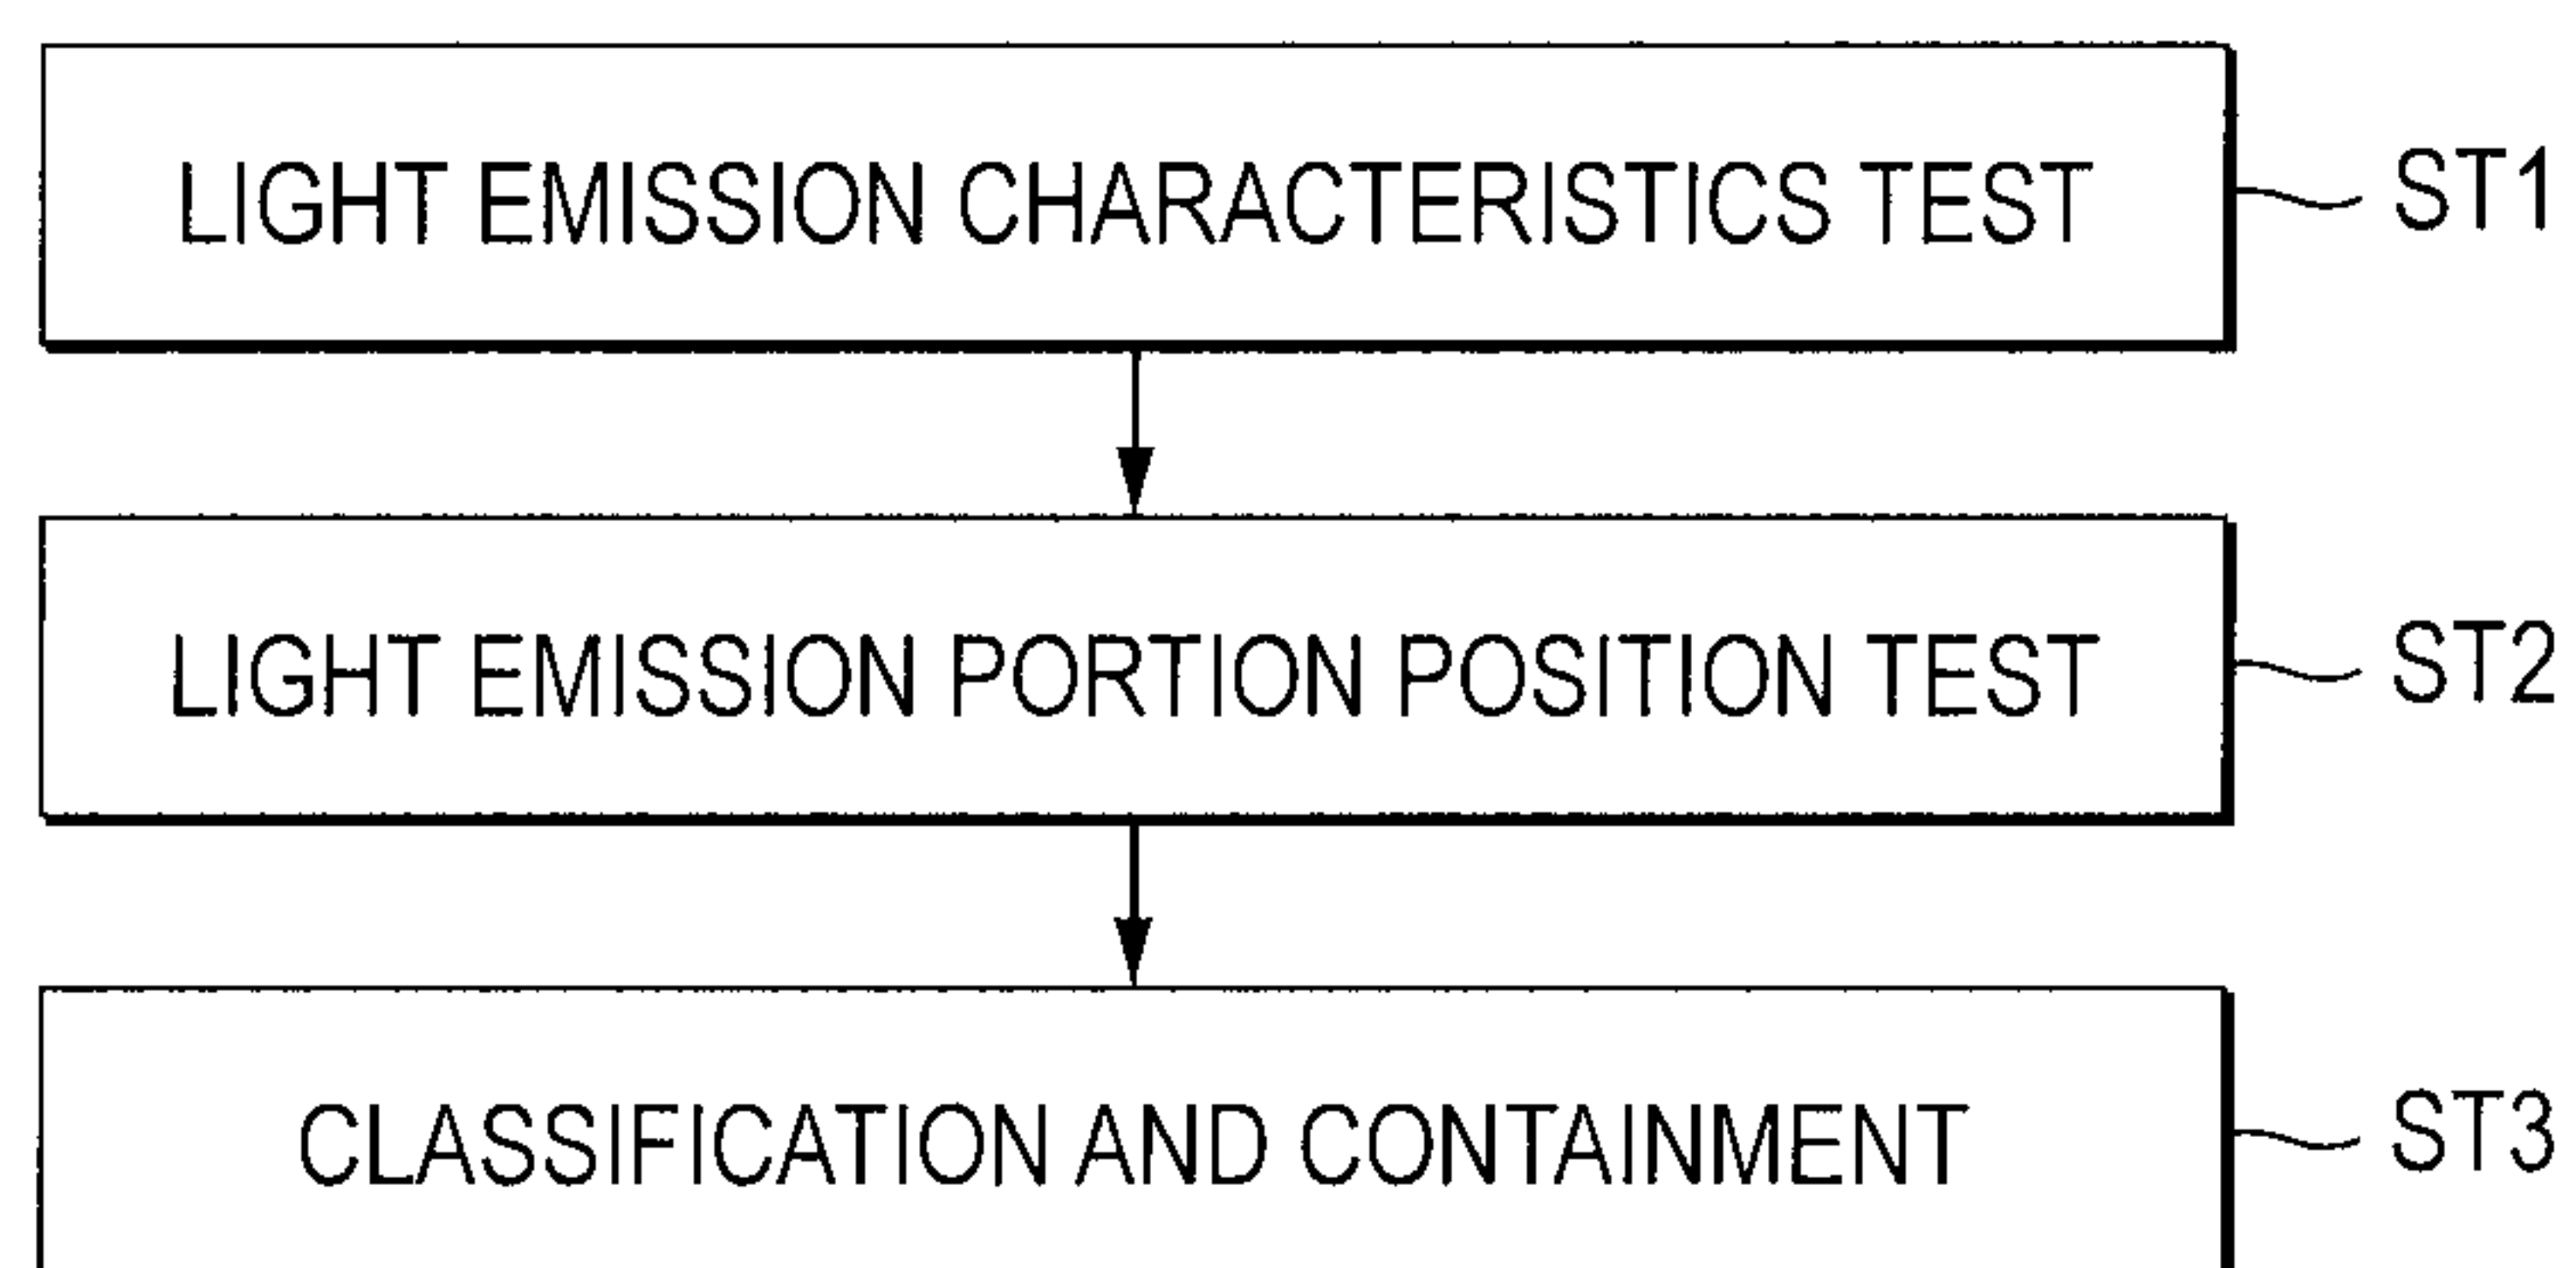 LIGHT EMISSION CHARACTERISTICS TEST ST1
LIGHT EMISSION PORTION POSITION TEST ST2
CLASSIFICATION AND CONTAINMENT ST3